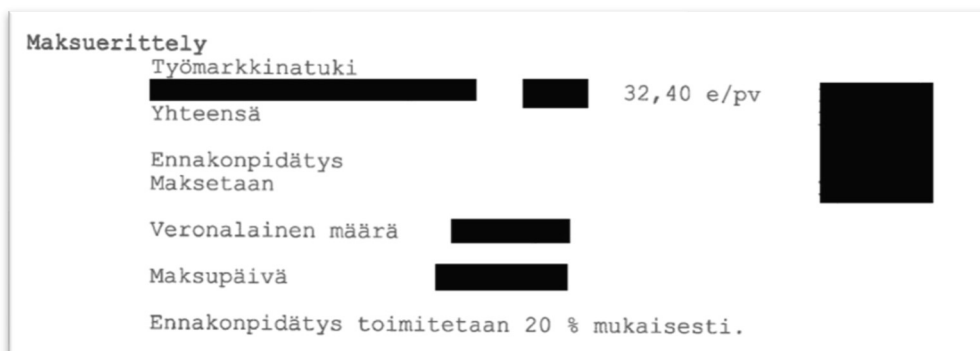 Maksuerittely
Työmarkkinatuki
32,40 e/pv
Yhteensä
Ennakonpidätys
Maksetaan
Veronalainen määrä
Maksupäivä
Ennakonpidätys toimitetaan 20 % mukaisesti.